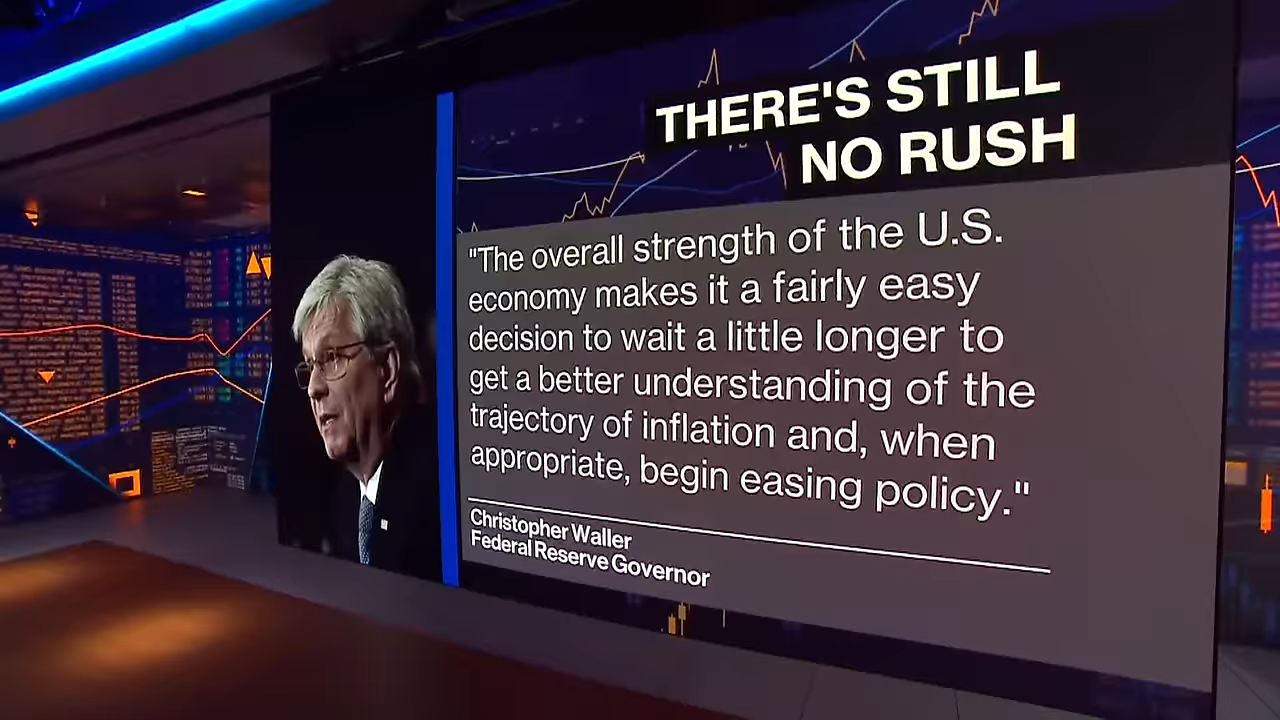 THERE'S STILL
NO RUSH
"The overall strength of the U.S.
economy makes it a fairly easy
decision to wait a little longer to
get a better understanding of the
trajectory of inflation and, when
appropriate, begin easing policy."
Christopher Waller
Federal Reserve Governor